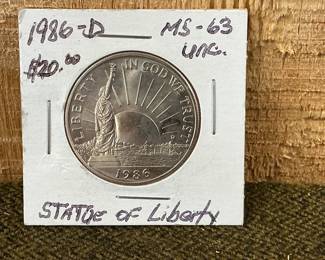 1986-D MS-63
$20.00 UNC.
LIBERTY IN GOD WE TRUST
D
1986
STATUE OF Liberty